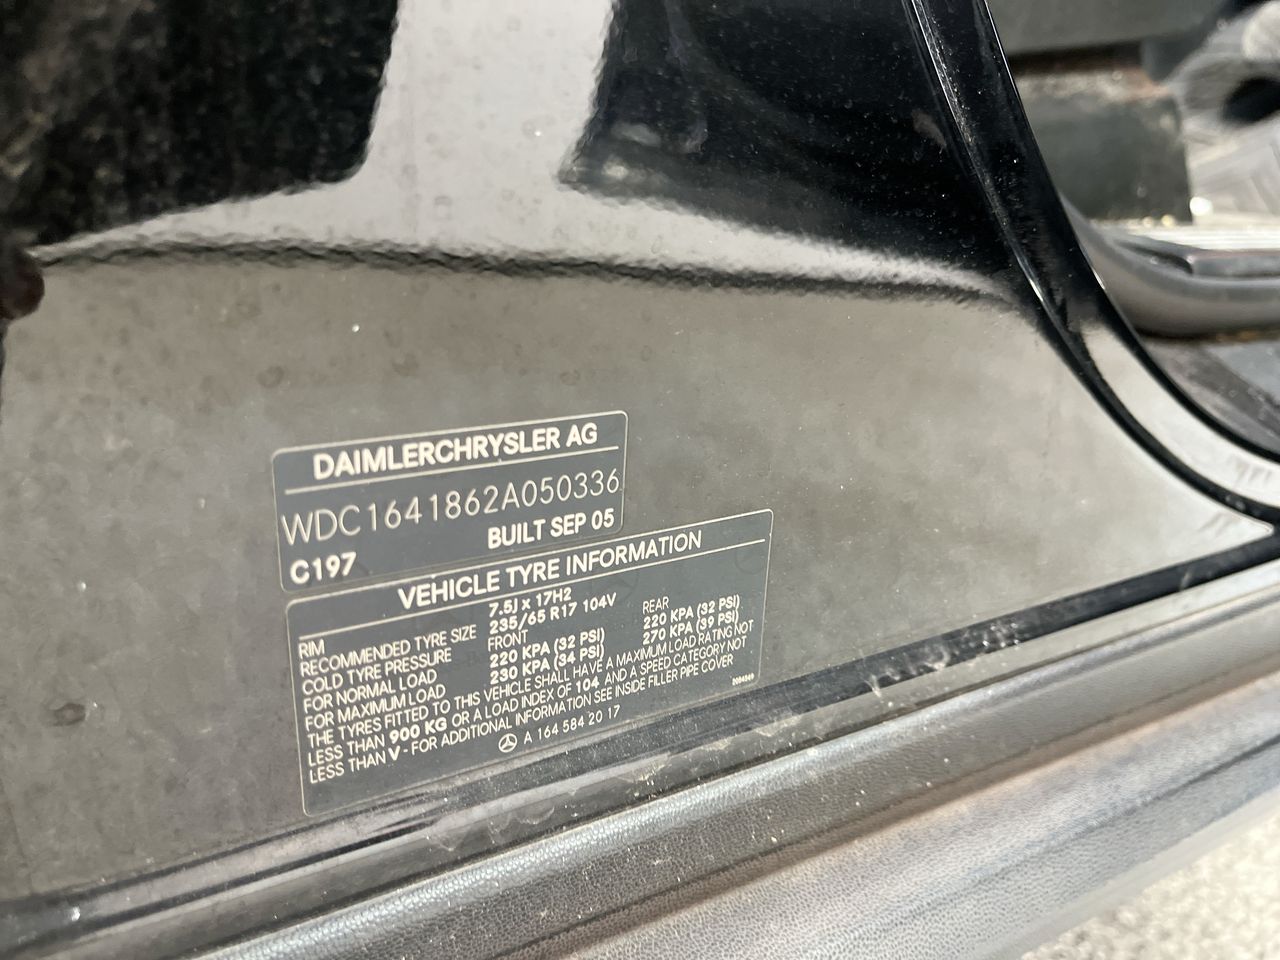 DAIMLERCHRYSLER AG
WDC1641862A050336
BUILT SEP 05
C197
VEHICLE TYRE INFORMATION
RIM 7.5J x 17H2
RECOMMENDED TYRE SIZE 235/65 R17 104V
COLD TYRE PRESSURE FRONT REAR
FOR NORMAL LOAD 220 KPA (32 PSI) 220 KPA (32 PSI)
FOR MAXIMUM LOAD 230 KPA (34 PSI) 270 KPA (39 PSI)
THE TYRES FITTED TO THIS VEHICLE SHALL HAVE A MAXIMUM LOAD RATING NOT
LESS THAN 900 KG OR A LOAD INDEX OF 104 AND A SPEED CATEGORY NOT
LESS THAN V - FOR ADDITIONAL INFORMATION SEE INSIDE FILLER PIPE COVER
A 164 584 20 17